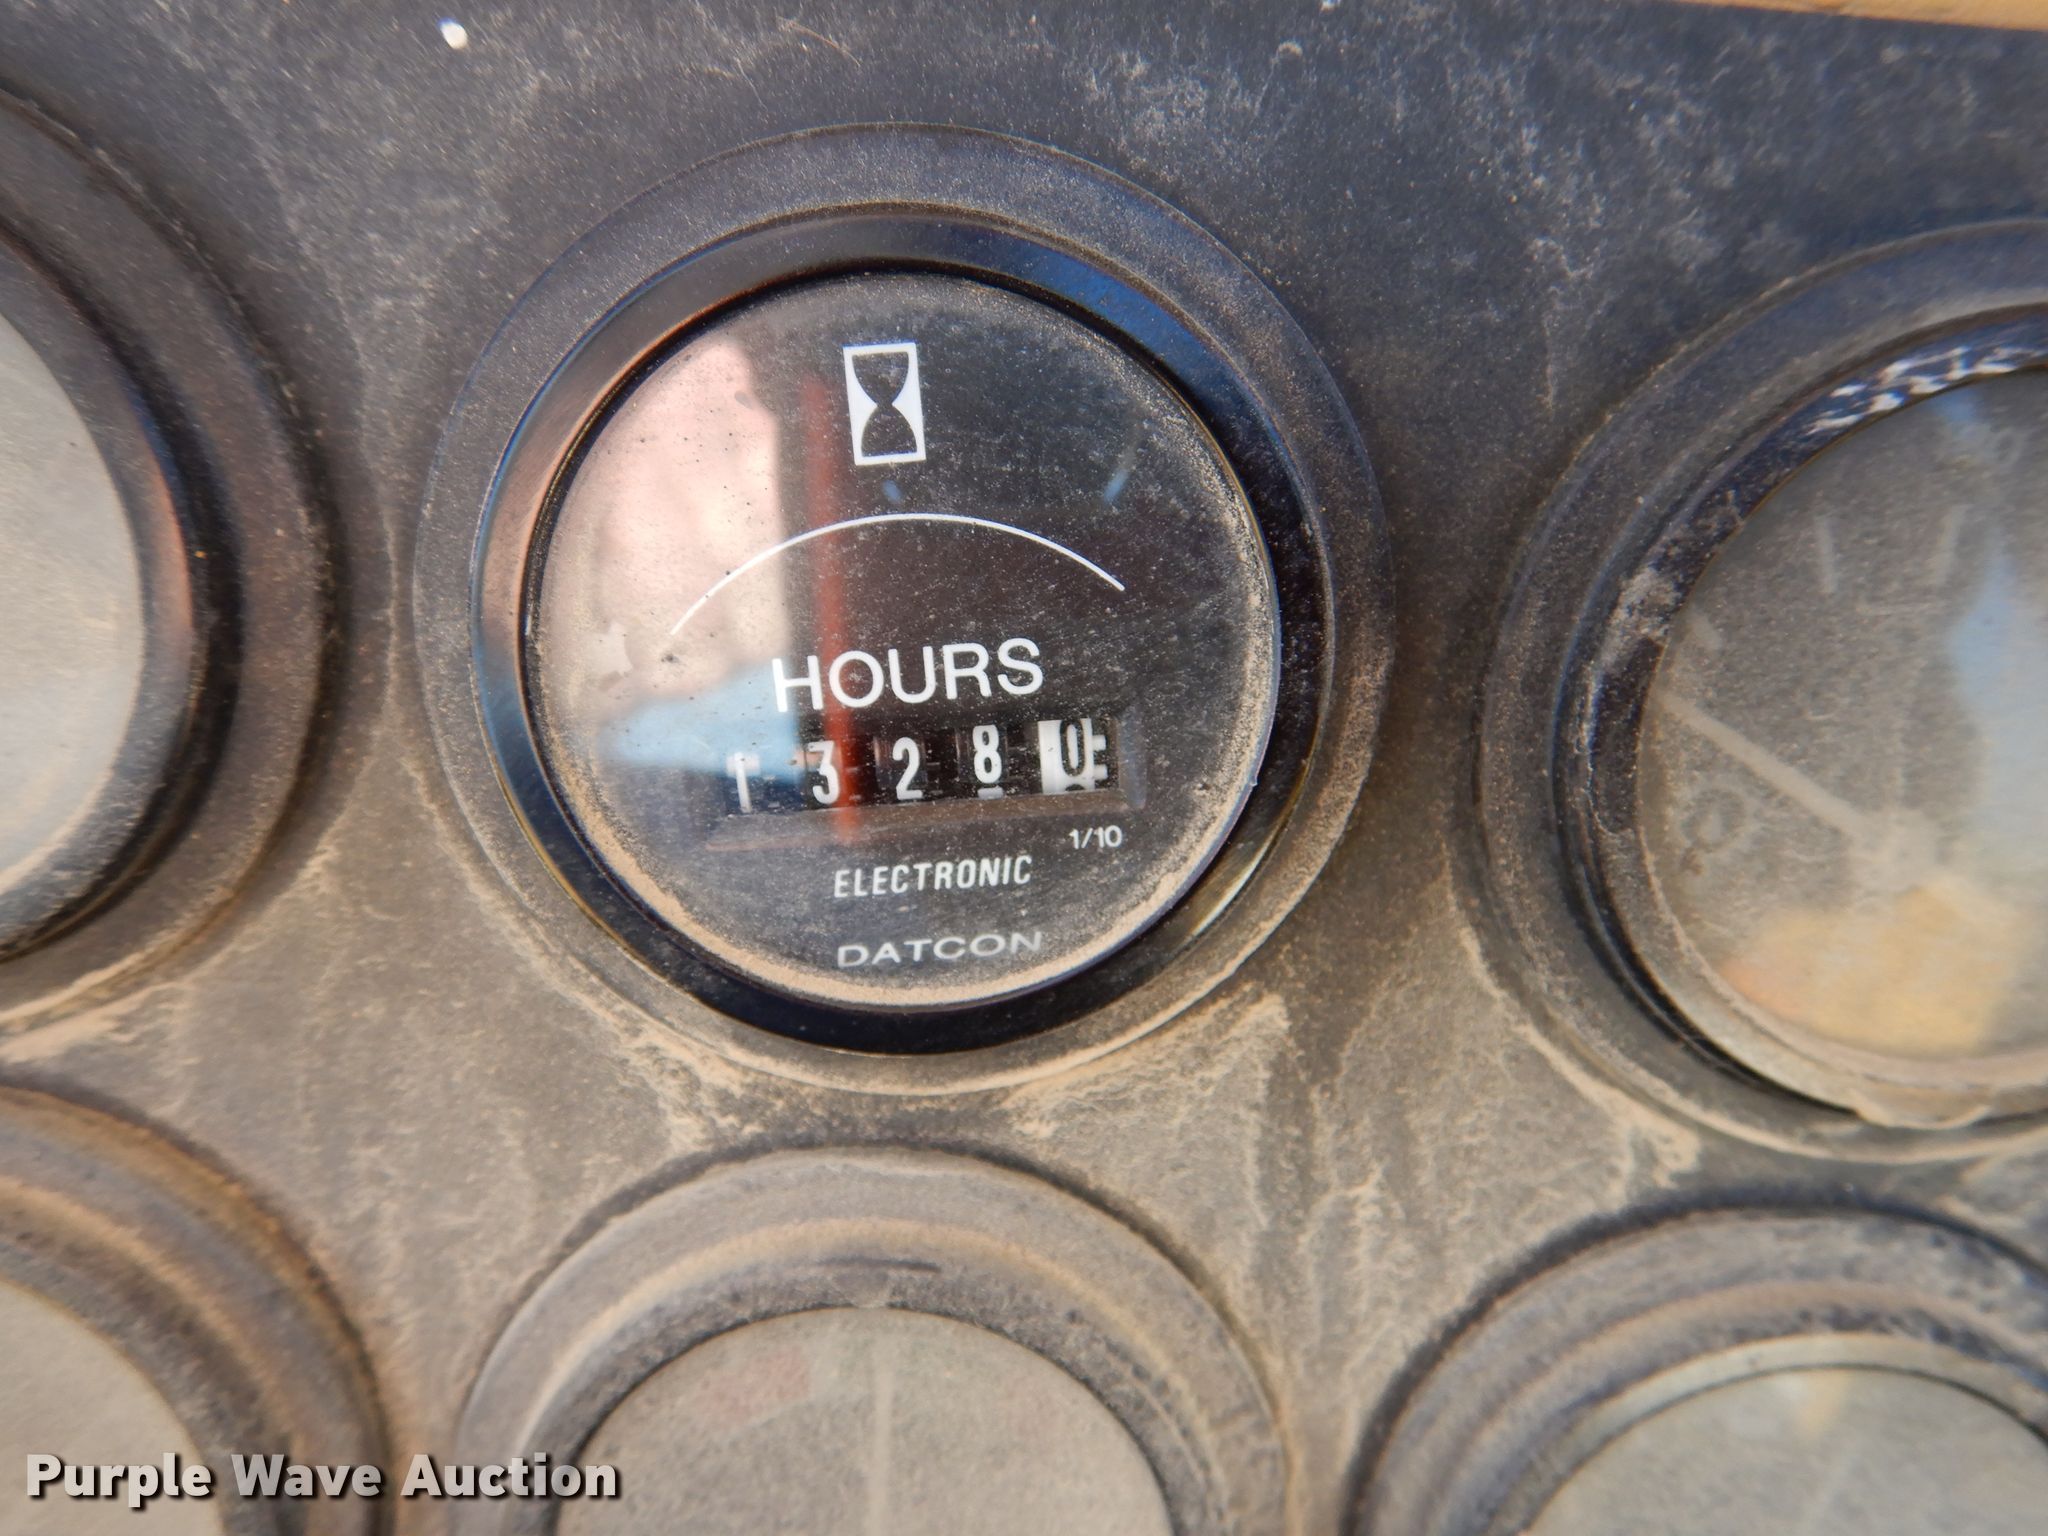 HOURS
1 3 2 8 0
1/10
ELECTRONIC
DATCON
Purple Wave Auction